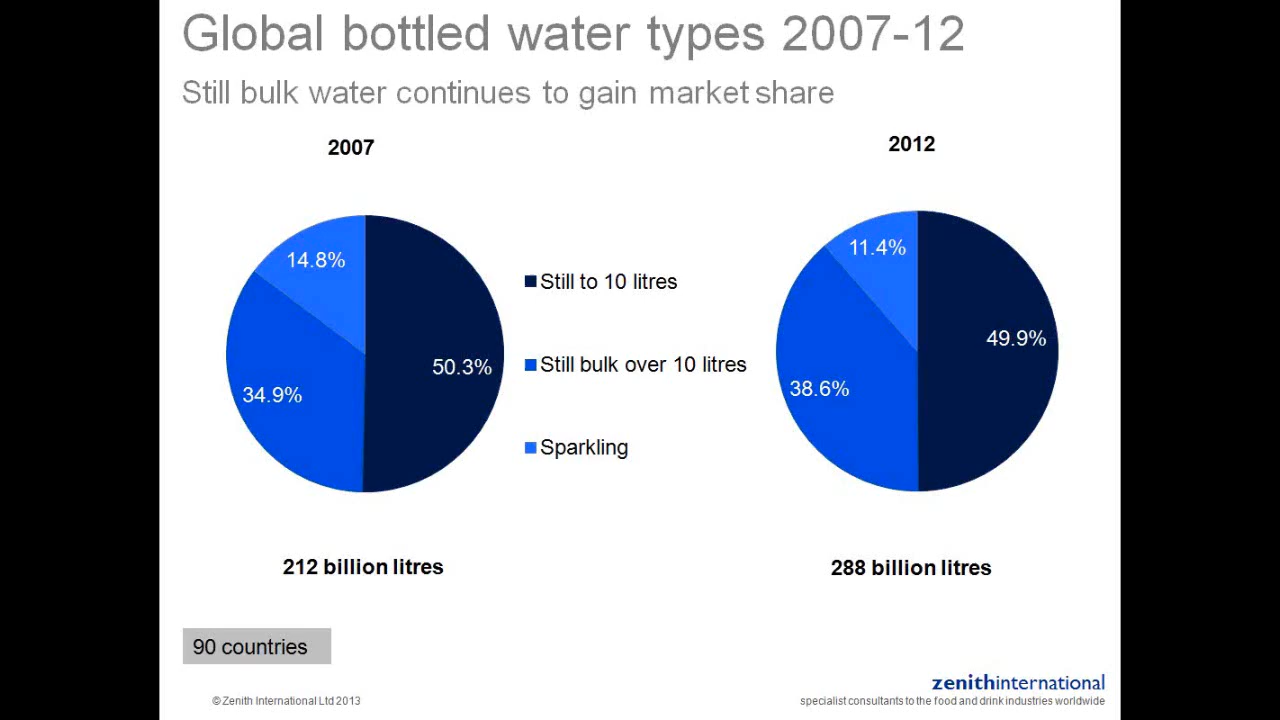 Global bottled water types 2007-12
Still bulk water continues to gain market share
2007
2012
14.8%
50.3%
34.9%
Still to 10 litres
Still bulk over 10 litres
Sparkling
11.4%
49.9%
38.6%
212 billion litres
288 billion litres
90 countries
© Zenith International Ltd 2013
zenithinternational
specialist consultants to the food and drink industries worldwide